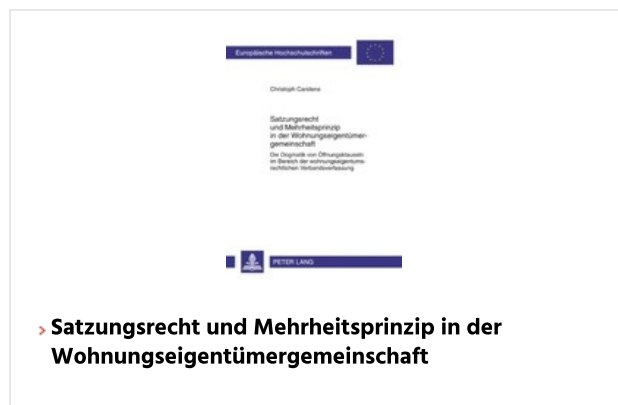 Europäische Hochschulschriften
Christoph Carstens
Satzungsrecht
und Mehrheitsprinzip
in der Wohnungseigentümer-
gemeinschaft
Die Dogmatik von Öffnungsklauseln
im Bereich der wohnungseigentums-
rechtlichen Verbandsverfassung
PETER LANG
› Satzungsrecht und Mehrheitsprinzip in der
Wohnungseigentümergemeinschaft